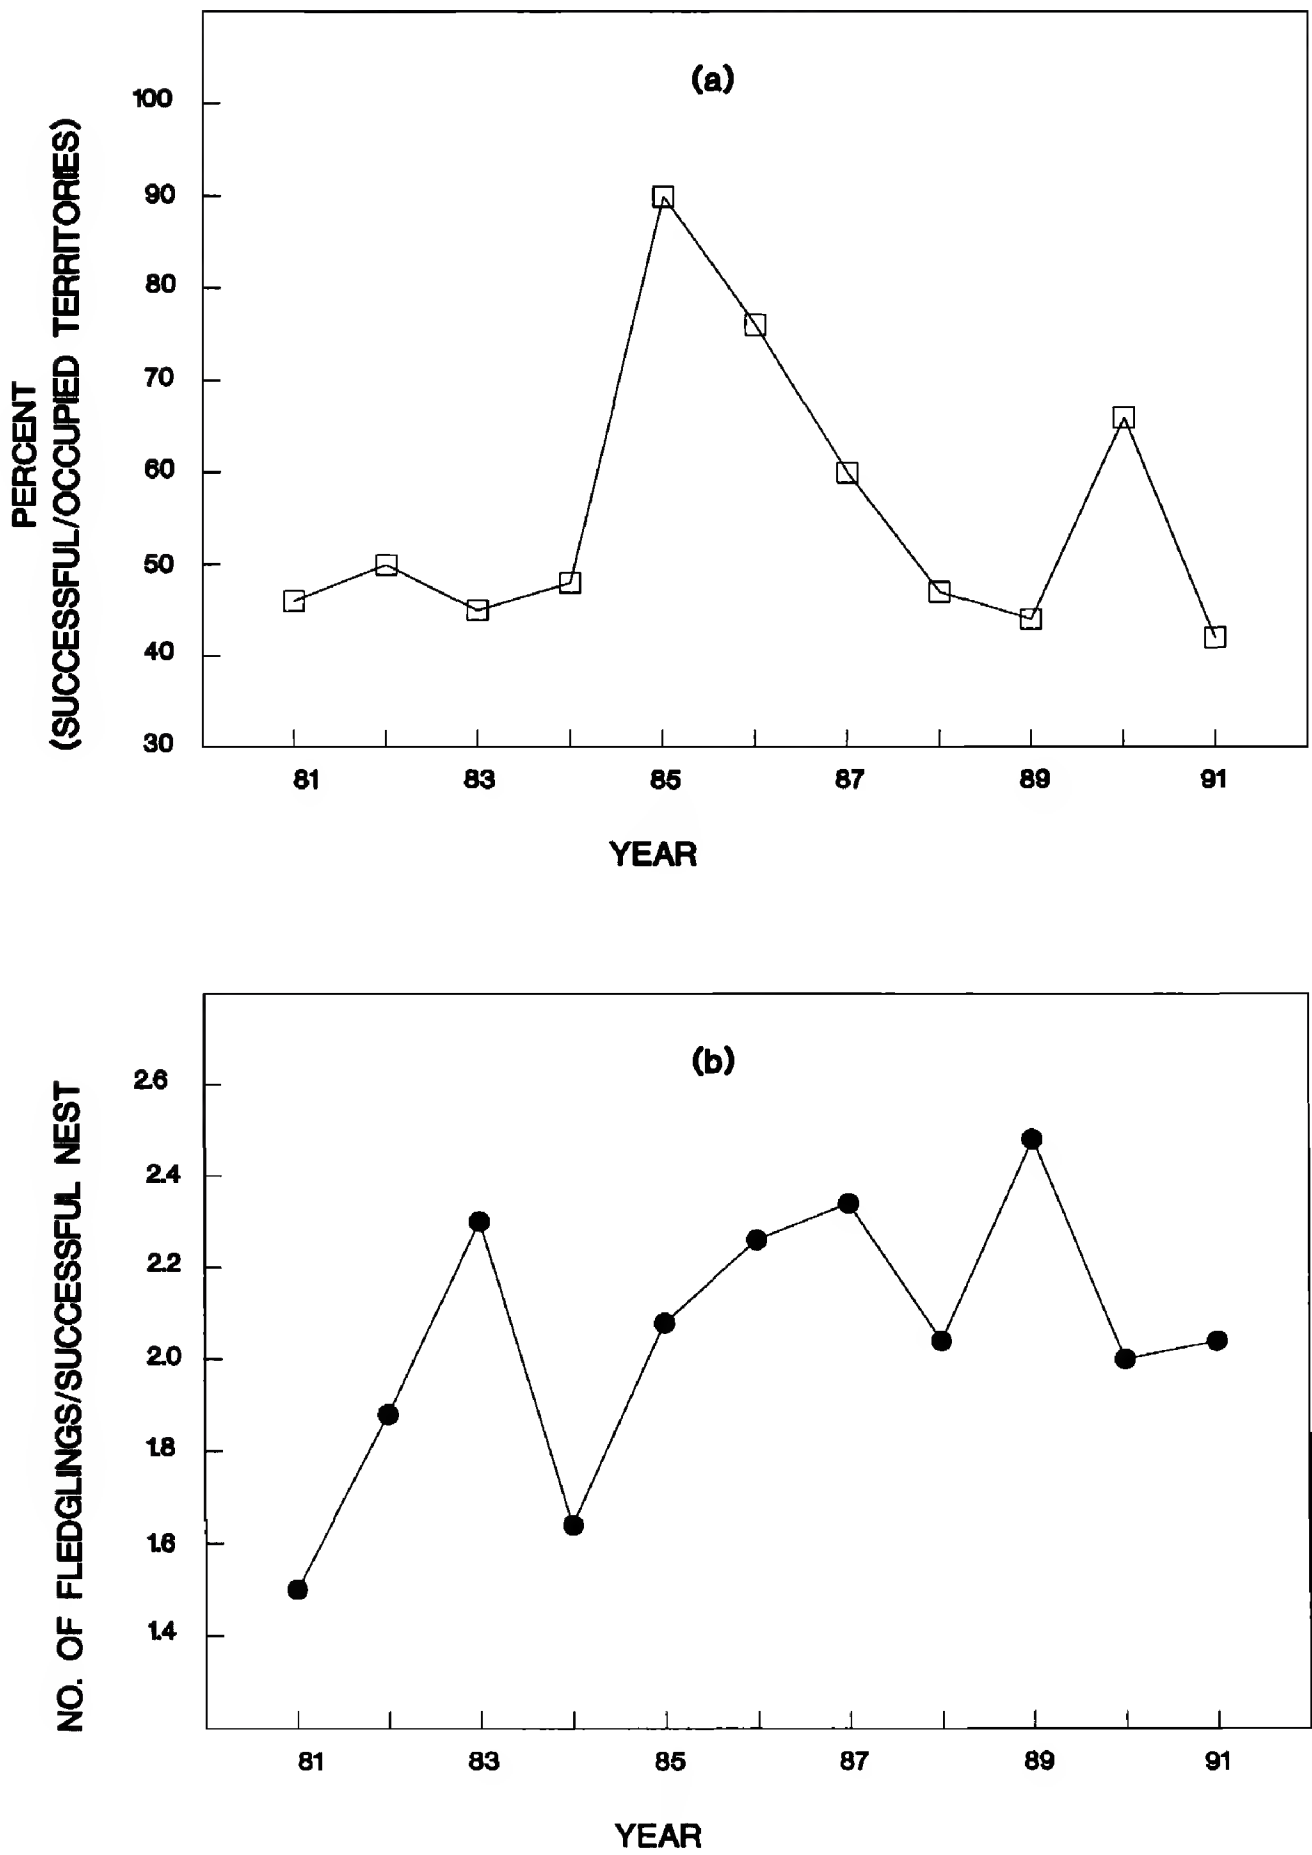 (a)
100
90
80
70
60
50
40
30
PERCENT
(SUCCESSFUL/OCCUPIED TERRITORIES)
81 83 85 87 89 91
YEAR
(b)
2.6
2.4
2.2
2.0
1.8
1.6
1.4
NO. OF FLEDGLINGS/SUCCESSFUL NEST
81 83 85 87 89 91
YEAR